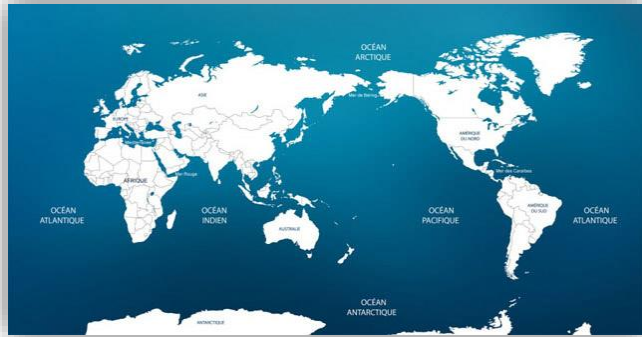 OCÉAN
ARCTIQUE
ASIE
Mer de Bering
EUROPE
AMÉRIQUE
DU NORD
Mer Rouge
Mer des Caraïbes
AFRIQUE
OCÉAN
ATLANTIQUE
OCÉAN
INDIEN
OCÉAN
PACIFIQUE
AMÉRIQUE
DU SUD
OCÉAN
ATLANTIQUE
AUSTRALIE
OCÉAN
ANTARCTIQUE
ANTARCTIQUE